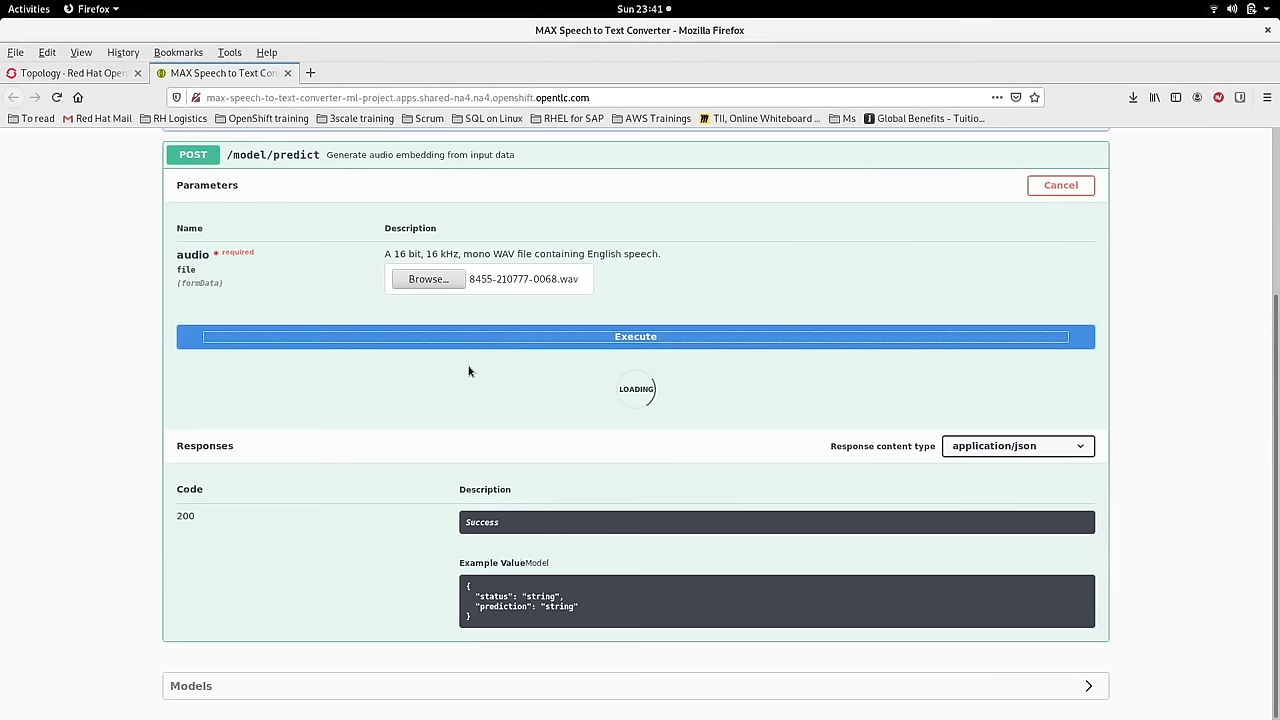 Activities Firefox Sun 23:41
MAX Speech to Text Converter - Mozilla Firefox ×
File Edit View History Bookmarks Tools Help
Topology - Red Hat Open × MAX Speech to Text Con × +
max-speech-to-text-converter-ml-project.apps.shared-na4.na4.openshift.opentlc.com
To read Red Hat Mail RH Logistics OpenShift training 3scale training Scrum SQL on Linux RHEL for SAP AWS Trainings TII, Online Whiteboard ... Ms Global Benefits - Tuitio...
POST /model/predict Generate audio embedding from input data
Parameters Cancel
Name Description
audio * required A 16 bit, 16 kHz, mono WAV file containing English speech.
file
(formData)
Browse... 8455-210777-0068.wav
Execute
LOADING
Responses Response content type application/json
Code Description
200 Success
Example Value Model
{
"status": "string",
"prediction": "string"
}
Models